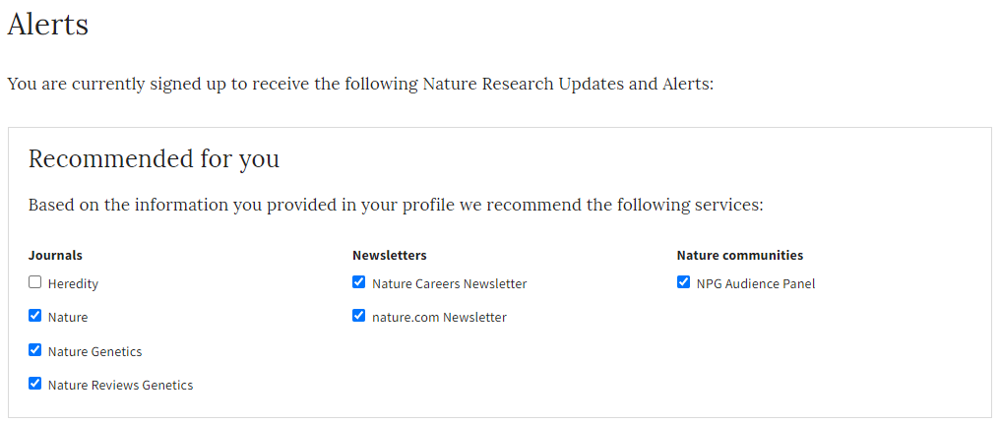 Alerts
You are currently signed up to receive the following Nature Research Updates and Alerts:
Recommended for you
Based on the information you provided in your profile we recommend the following services:
Journals
Heredity
Nature
Nature Genetics
Nature Reviews Genetics
Newsletters
Nature Careers Newsletter
nature.com Newsletter
Nature communities
NPG Audience Panel